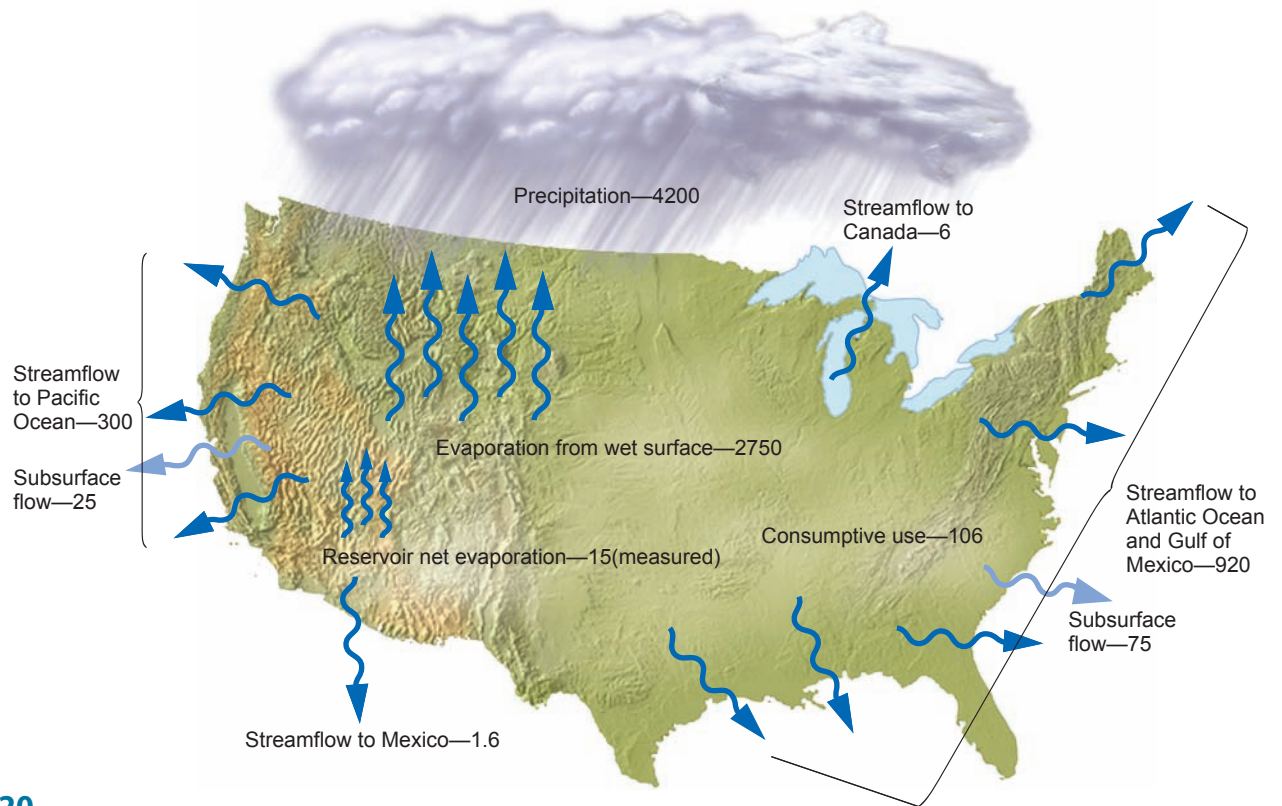 Precipitation—4200
Streamflow to
Canada—6
Streamflow
to Pacific
Ocean—300
Subsurface
flow—25
Evaporation from wet surface—2750
Reservoir net evaporation—15(measured)
Consumptive use—106
Streamflow to
Atlantic Ocean
and Gulf of
Mexico—920
Subsurface
flow—75
Streamflow to Mexico—1.6